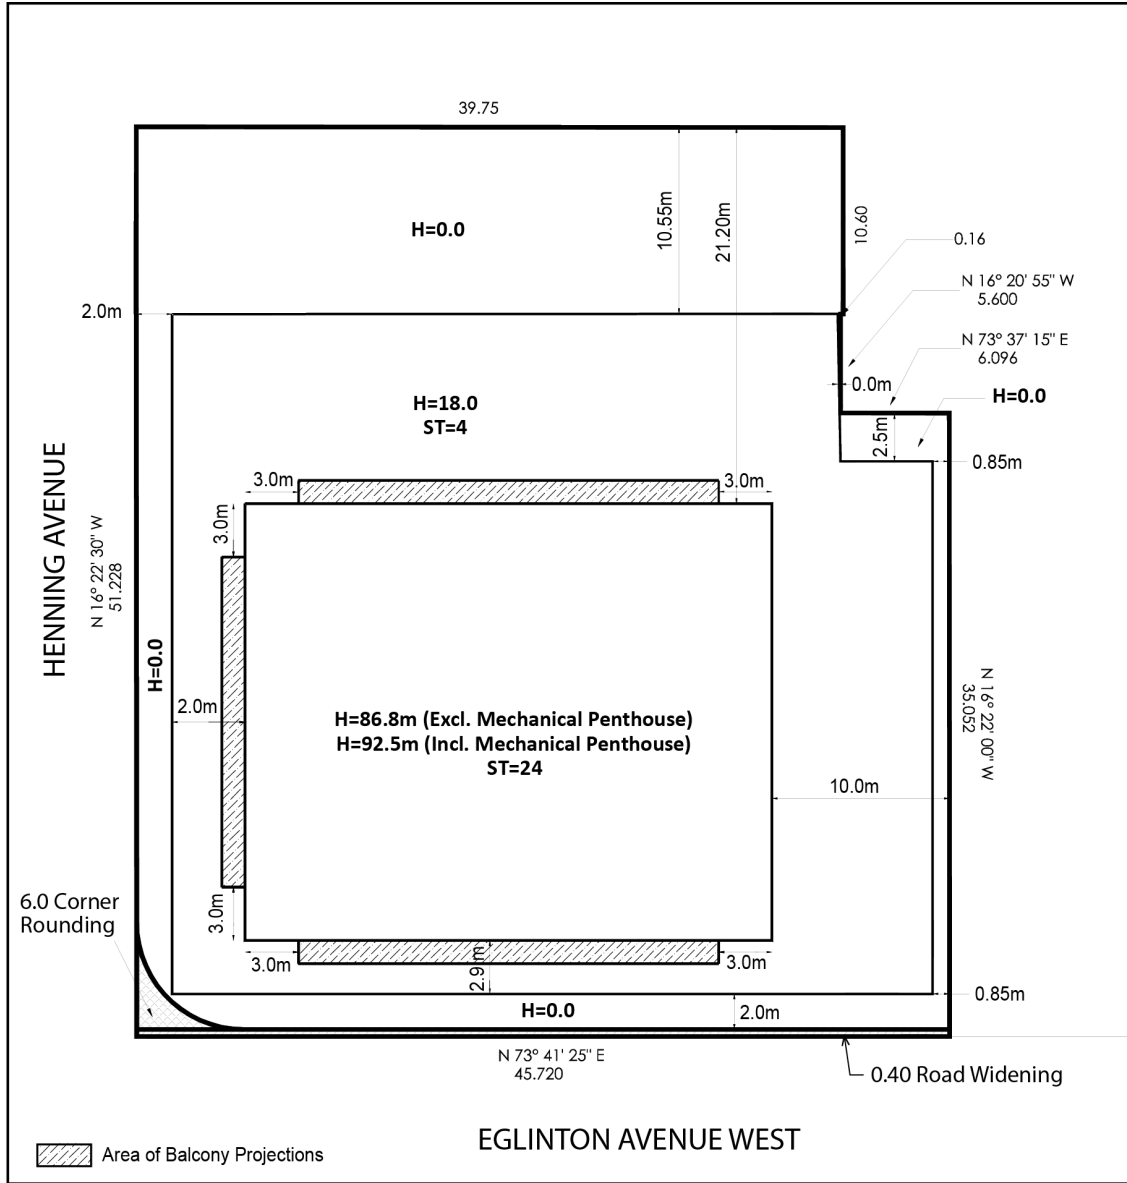 39.75
H=0.0
10.55m
21.20m
10.60
0.16
N 16° 20' 55" W
5.600
2.0m
N 73° 37' 15" E
6.096
0.0m
H=0.0
H=18.0
ST=4
2.5m
0.85m
3.0m
3.0m
3.0m
HENNING AVENUE
N 16° 22' 30" W
51.228
H=0.0
2.0m
H=86.8m (Excl. Mechanical Penthouse)
H=92.5m (Incl. Mechanical Penthouse)
ST=24
N 16° 22' 00" W
35.052
10.0m
6.0 Corner
Rounding
3.0m
3.0m
2.9 m
3.0m
0.85m
H=0.0
2.0m
N 73° 41' 25" E
45.720
0.40 Road Widening
EGLINTON AVENUE WEST
Area of Balcony Projections